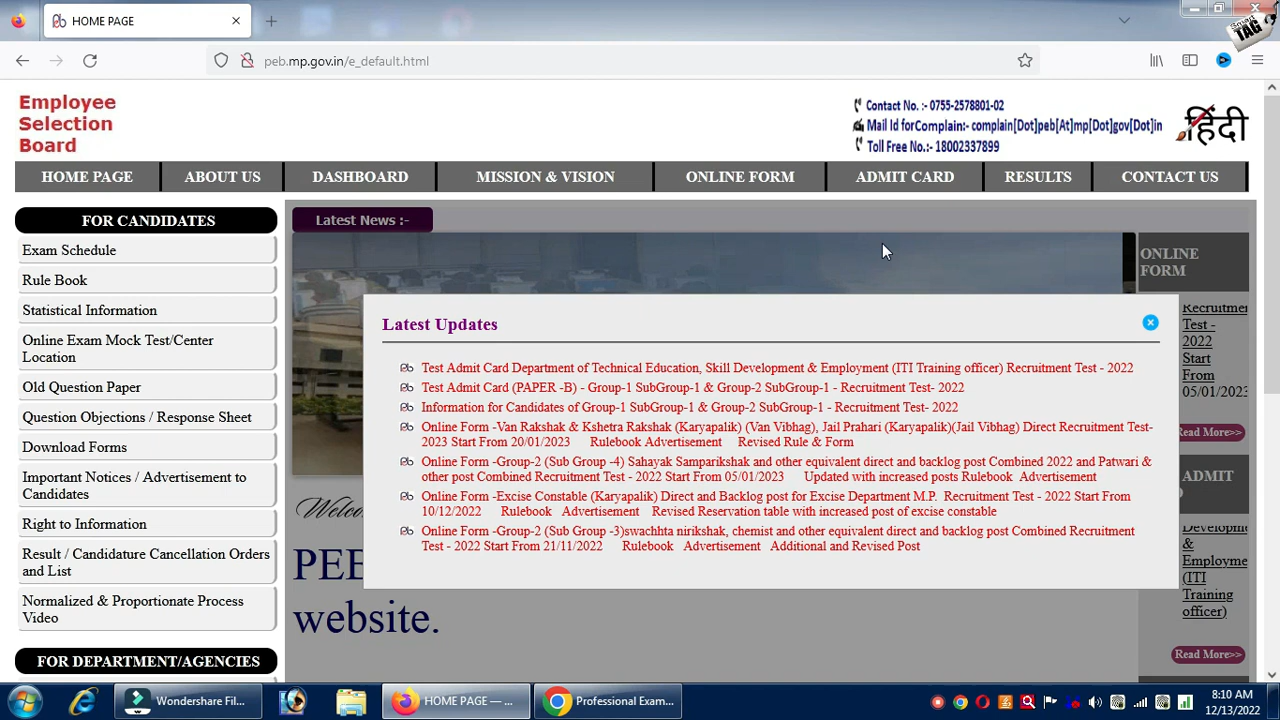 HOME PAGE
Smart TAG
peb.mp.gov.in/e_default.html
Employee
Selection
Board
Contact No. :- 0755-2578801-02
Mail Id forComplain:- complain[Dot]peb[At]mp[Dot]gov[Dot]in
Toll Free No.:- 18002337899
हिंदी
HOME PAGE
ABOUT US
DASHBOARD
MISSION & VISION
ONLINE FORM
ADMIT CARD
RESULTS
CONTACT US
FOR CANDIDATES
Exam Schedule
Rule Book
Statistical Information
Online Exam Mock Test/Center
Location
Old Question Paper
Question Objections / Response Sheet
Download Forms
Important Notices / Advertisement to
Candidates
Right to Information
Result / Candidature Cancellation Orders
and List
Normalized & Proportionate Process
Video
FOR DEPARTMENT/AGENCIES
Latest News :-
Latest Updates
Test Admit Card Department of Technical Education, Skill Development & Employment (ITI Training officer) Recruitment Test - 2022
Test Admit Card (PAPER -B) - Group-1 SubGroup-1 & Group-2 SubGroup-1 - Recruitment Test- 2022
Information for Candidates of Group-1 SubGroup-1 & Group-2 SubGroup-1 - Recruitment Test- 2022
Online Form -Van Rakshak & Kshetra Rakshak (Karyapalik) (Van Vibhag), Jail Prahari (Karyapalik)(Jail Vibhag) Direct Recruitment Test-
2023 Start From 20/01/2023 Rulebook Advertisement Revised Rule & Form
Online Form -Group-2 (Sub Group -4) Sahayak Samparikshak and other equivalent direct and backlog post Combined 2022 and Patwari &
other post Combined Recruitment Test - 2022 Start From 05/01/2023 Updated with increased posts Rulebook Advertisement
Online Form -Excise Constable (Karyapalik) Direct and Backlog post for Excise Department M.P. Recruitment Test - 2022 Start From
10/12/2022 Rulebook Advertisement Revised Reservation table with increased post of excise constable
Online Form -Group-2 (Sub Group -3)swachhta nirikshak, chemist and other equivalent direct and backlog post Combined Recruitment
Test - 2022 Start From 21/11/2022 Rulebook Advertisement Additional and Revised Post
Welcome
PEB
website.
ONLINE
FORM
Recruitment
Test -
2022
Start
From
05/01/2023
Read More>>
ADMIT
Development
& Employment
(ITI
Training
officer)
Read More>>
Wondershare Fil...
HOME PAGE — ...
Professional Exam...
8:10 AM
12/13/2022